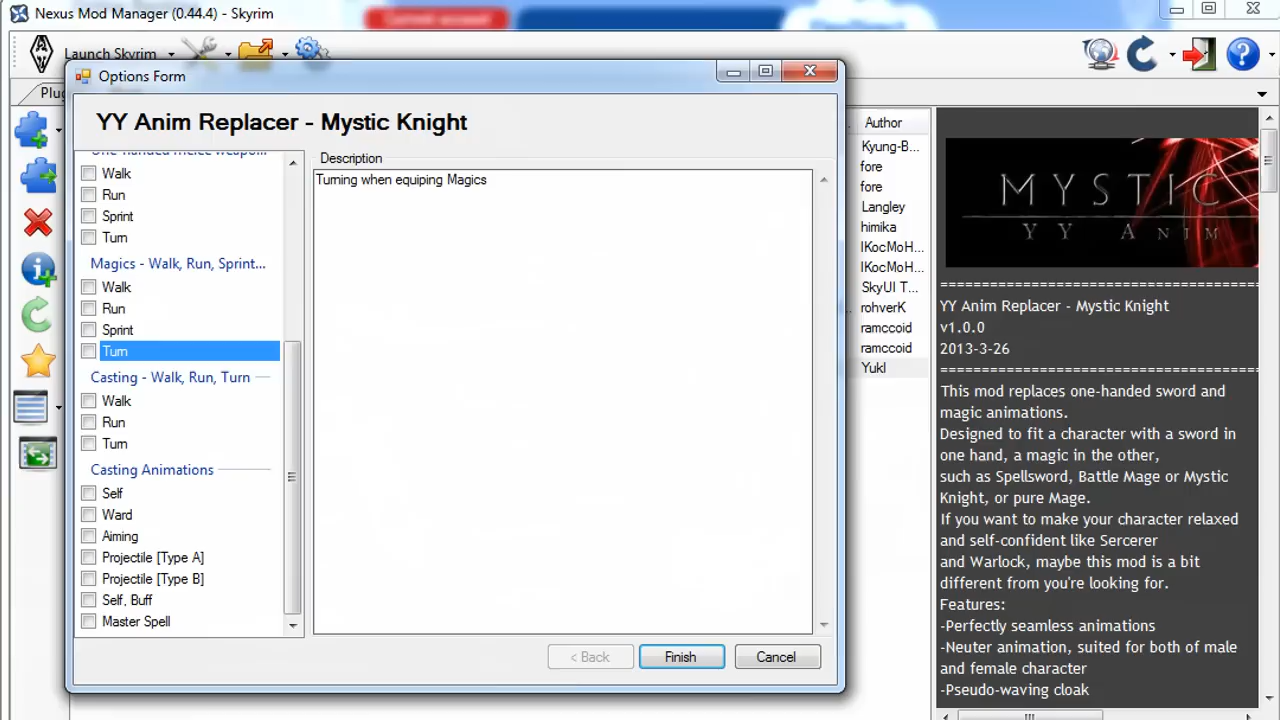 Nexus Mod Manager (0.44.4) - Skyrim
Launch Skyrim
Options Form
YY Anim Replacer - Mystic Knight
Walk
Run
Sprint
Turn
Magics - Walk, Run, Sprint...
Walk
Run
Sprint
Turn
Casting - Walk, Run, Turn
Walk
Run
Turn
Casting Animations
Self
Ward
Aiming
Projectile [Type A]
Projectile [Type B]
Self, Buff
Master Spell
Description
Turning when equiping Magics
< Back
Finish
Cancel
Author
Kyung-B...
fore
fore
Langley
himika
IKocMoH...
IKocMoH...
SkyUI T...
rohverK
ramccoid
ramccoid
Yukl
MYSTIC
YY ANIM
=====================================
YY Anim Replacer - Mystic Knight
v1.0.0
2013-3-26
=====================================
This mod replaces one-handed sword and
magic animations.
Designed to fit a character with a sword in
one hand, a magic in the other,
such as Spellsword, Battle Mage or Mystic
Knight, or pure Mage.
If you want to make your character relaxed
and self-confident like Sercerer
and Warlock, maybe this mod is a bit
different from you're looking for.
Features:
-Perfectly seamless animations
-Neuter animation, suited for both of male
and female character
-Pseudo-waving cloak